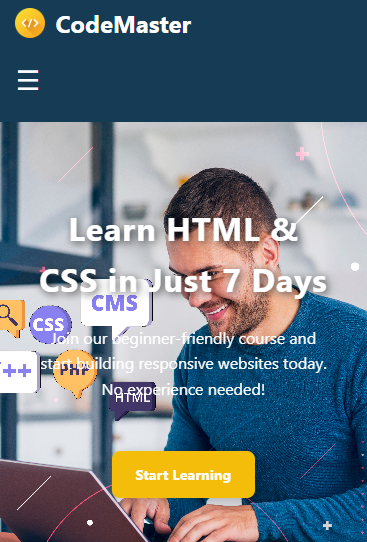 CodeMaster
☰
Learn HTML &
CSS in Just 7 Days
CMS
CSS
Join our beginner-friendly course and
start building responsive websites today.
++
PHP
No experience needed!
HTML
Start Learning